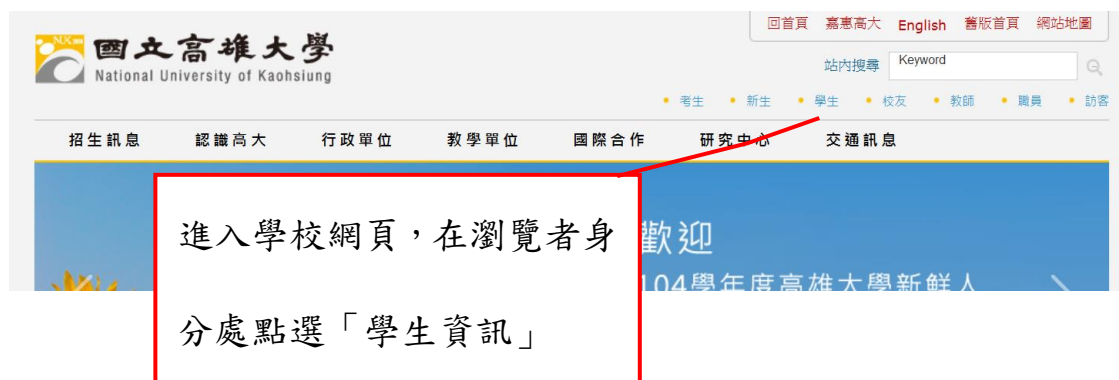 回首頁 嘉惠高大 English 舊版首頁 網站地圖
國立高雄大學
National University of Kaohsiung
站內搜尋 Keyword
• 考生 • 新生 • 學生 • 校友 • 教師 • 職員 • 訪客
招生訊息 認識高大 行政單位 教學單位 國際合作 研究中心 交通訊息
歡迎
104學年度高雄大學新鮮人
進入學校網頁，在瀏覽者身
分處點選「學生資訊」